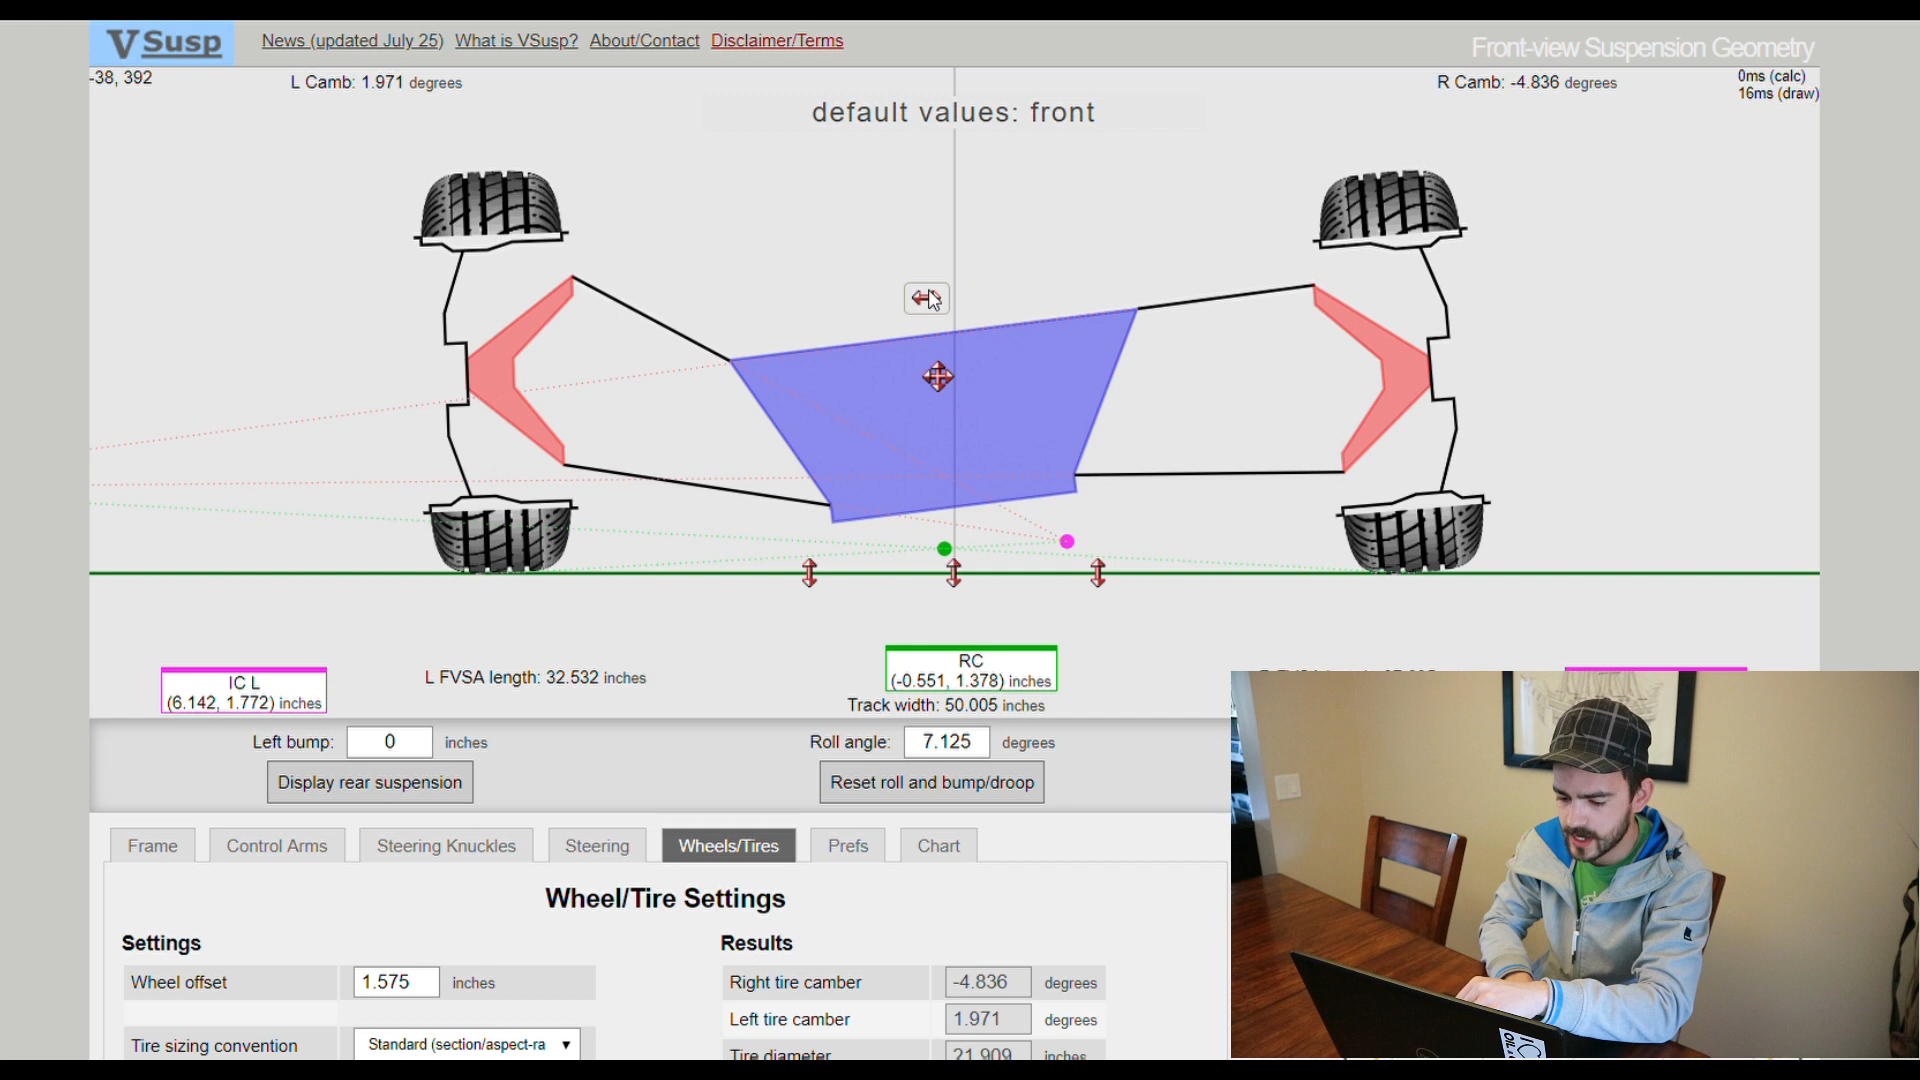 VSusp
News (updated July 25) What is VSusp? About/Contact Disclaimer/Terms
Front-view Suspension Geometry
-38, 392
L Camb: 1.971 degrees
R Camb: -4.836 degrees
0ms (calc)
16ms (draw)
default values: front
IC L
(6.142, 1.772) inches
L FVSA length: 32.532 inches
RC
(-0.551, 1.378) inches
Track width: 50.005 inches
Left bump: 0 inches
Roll angle: 7.125 degrees
Display rear suspension
Reset roll and bump/droop
Frame
Control Arms
Steering Knuckles
Steering
Wheels/Tires
Prefs
Chart
Wheel/Tire Settings
Settings
Results
Wheel offset 1.575 inches
Right tire camber -4.836 degrees
Left tire camber 1.971 degrees
Tire sizing convention Standard (section/aspect-ra
Tire diameter 21.909 inches